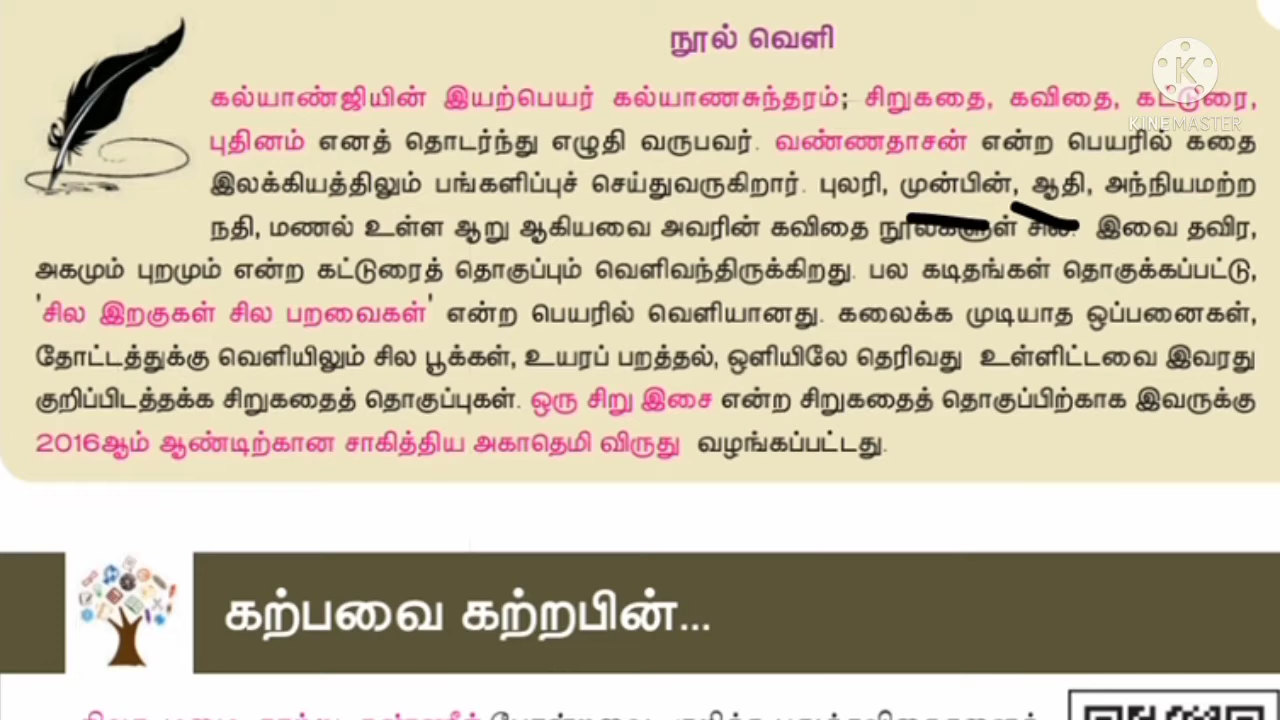 நூல் வெளி
கல்யாண்ஜியின் இயற்பெயர் கல்யாணசுந்தரம்; சிறுகதை, கவிதை, கட்டுரை,
KINEMASTER
புதினம் எனத் தொடர்ந்து எழுதி வருபவர். வண்ணதாசன் என்ற பெயரில் கதை
இலக்கியத்திலும் பங்களிப்புச் செய்துவருகிறார். புலரி, முன்பின், ஆதி, அந்நியமற்ற
நதி, மணல் உள்ள ஆறு ஆகியவை அவரின் கவிதை நூல்களுள் சில. இவை தவிர,
அகமும் புறமும் என்ற கட்டுரைத் தொகுப்பும் வெளிவந்திருக்கிறது. பல கடிதங்கள் தொகுக்கப்பட்டு,
'சில இறகுகள் சில பறவைகள்' என்ற பெயரில் வெளியானது. கலைக்க முடியாத ஒப்பனைகள்,
தோட்டத்துக்கு வெளியிலும் சில பூக்கள், உயரப் பறத்தல், ஒளியிலே தெரிவது உள்ளிட்டவை இவரது
குறிப்பிடத்தக்க சிறுகதைத் தொகுப்புகள். ஒரு சிறு இசை என்ற சிறுகதைத் தொகுப்பிற்காக இவருக்கு
2016ஆம் ஆண்டிற்கான சாகித்திய அகாதெமி விருது வழங்கப்பட்டது.
கற்பவை கற்றபின்...